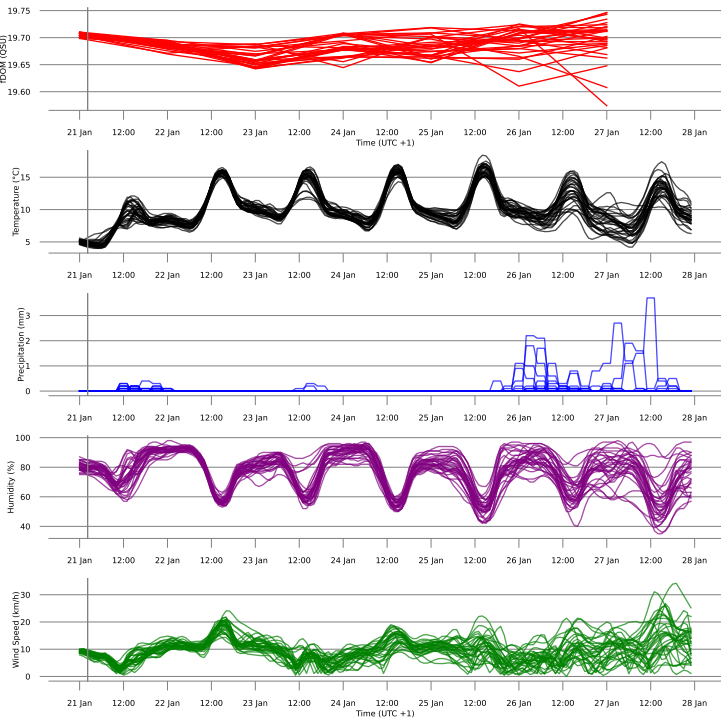 19.75
19.70
19.65
19.60
fDOM (QSU)
21 Jan 12:00 22 Jan 12:00 23 Jan 12:00 24 Jan 12:00 25 Jan 12:00 26 Jan 12:00 27 Jan 12:00 28 Jan
Time (UTC +1)
15
10
5
Temperature (°C)
21 Jan 12:00 22 Jan 12:00 23 Jan 12:00 24 Jan 12:00 25 Jan 12:00 26 Jan 12:00 27 Jan 12:00 28 Jan
3
2
1
0
Precipitation (mm)
21 Jan 12:00 22 Jan 12:00 23 Jan 12:00 24 Jan 12:00 25 Jan 12:00 26 Jan 12:00 27 Jan 12:00 28 Jan
100
80
60
40
Humidity (%)
21 Jan 12:00 22 Jan 12:00 23 Jan 12:00 24 Jan 12:00 25 Jan 12:00 26 Jan 12:00 27 Jan 12:00 28 Jan
30
20
10
0
Wind Speed (km/h)
21 Jan 12:00 22 Jan 12:00 23 Jan 12:00 24 Jan 12:00 25 Jan 12:00 26 Jan 12:00 27 Jan 12:00 28 Jan
Time (UTC +1)